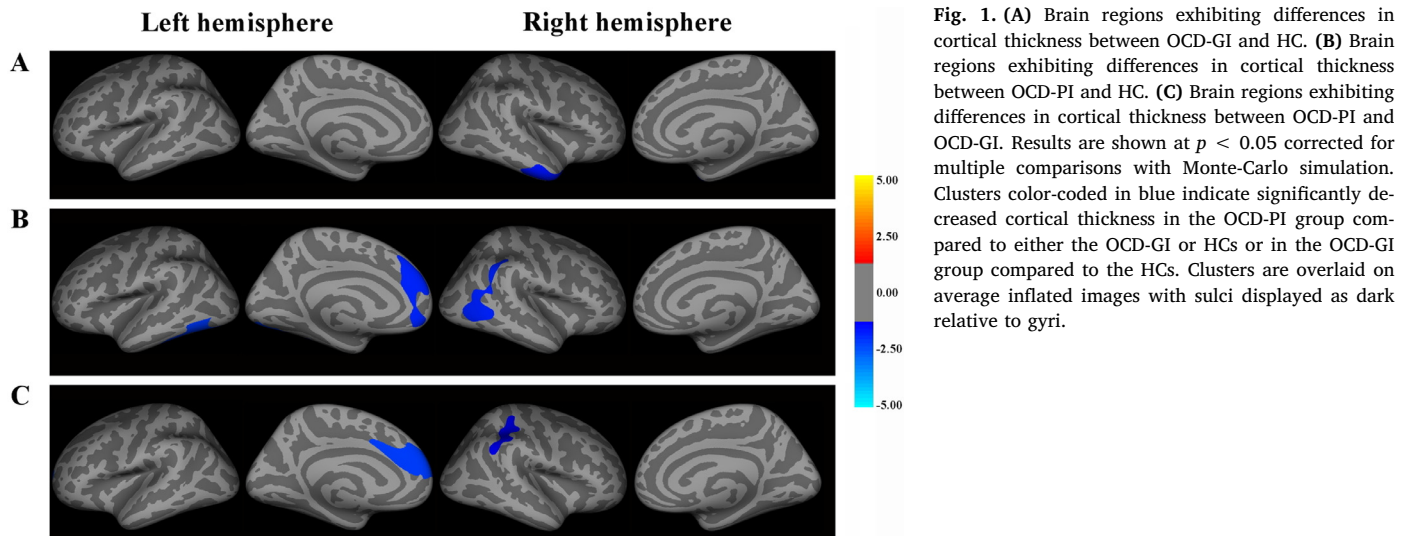 Left hemisphere
Right hemisphere
A
B
C
5.00
2.50
0.00
-2.50
-5.00
Fig. 1. (A) Brain regions exhibiting differences in
cortical thickness between OCD-GI and HC. (B) Brain
regions exhibiting differences in cortical thickness
between OCD-PI and HC. (C) Brain regions exhibiting
differences in cortical thickness between OCD-PI and
OCD-GI. Results are shown at p < 0.05 corrected for
multiple comparisons with Monte-Carlo simulation.
Clusters color-coded in blue indicate significantly de-
creased cortical thickness in the OCD-PI group com-
pared to either the OCD-GI or HCs or in the OCD-GI
group compared to the HCs. Clusters are overlaid on
average inflated images with sulci displayed as dark
relative to gyri.